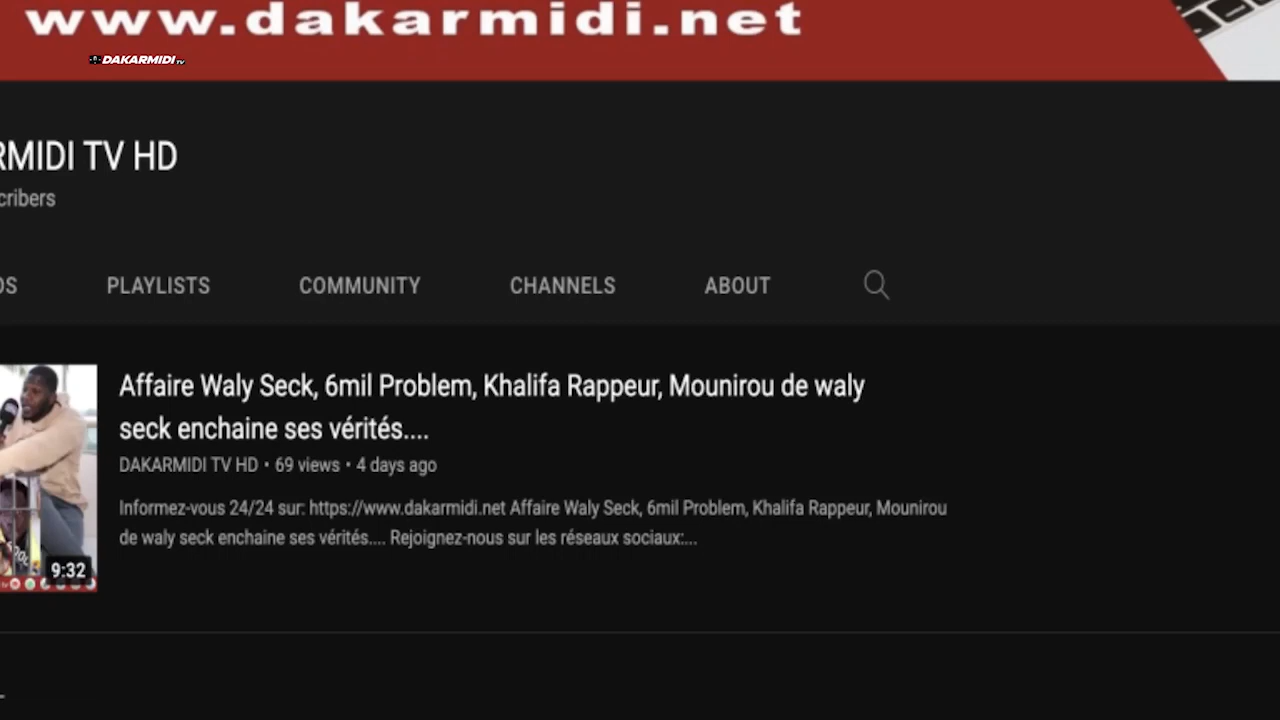 www.dakarmidi.net
DAKARMIDI TV
RMIDI TV HD
cribers
OS
PLAYLISTS
COMMUNITY
CHANNELS
ABOUT
Affaire Waly Seck, 6mil Problem, Khalifa Rappeur, Mounirou de waly
seck enchaine ses vérités....
DAKARMIDI TV HD • 69 views • 4 days ago
Informez-vous 24/24 sur: https://www.dakarmidi.net Affaire Waly Seck, 6mil Problem, Khalifa Rappeur, Mounirou
de waly seck enchaine ses vérités.... Rejoignez-nous sur les réseaux sociaux:...
9:32